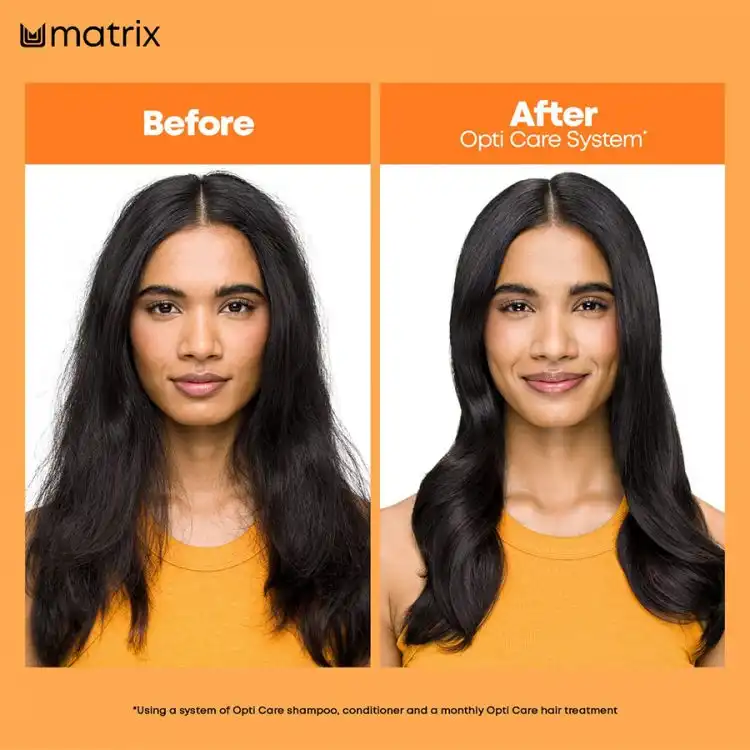 matrix
Before
After
Opti Care System*
*Using a system of Opti Care shampoo, conditioner and a monthly Opti Care hair treatment